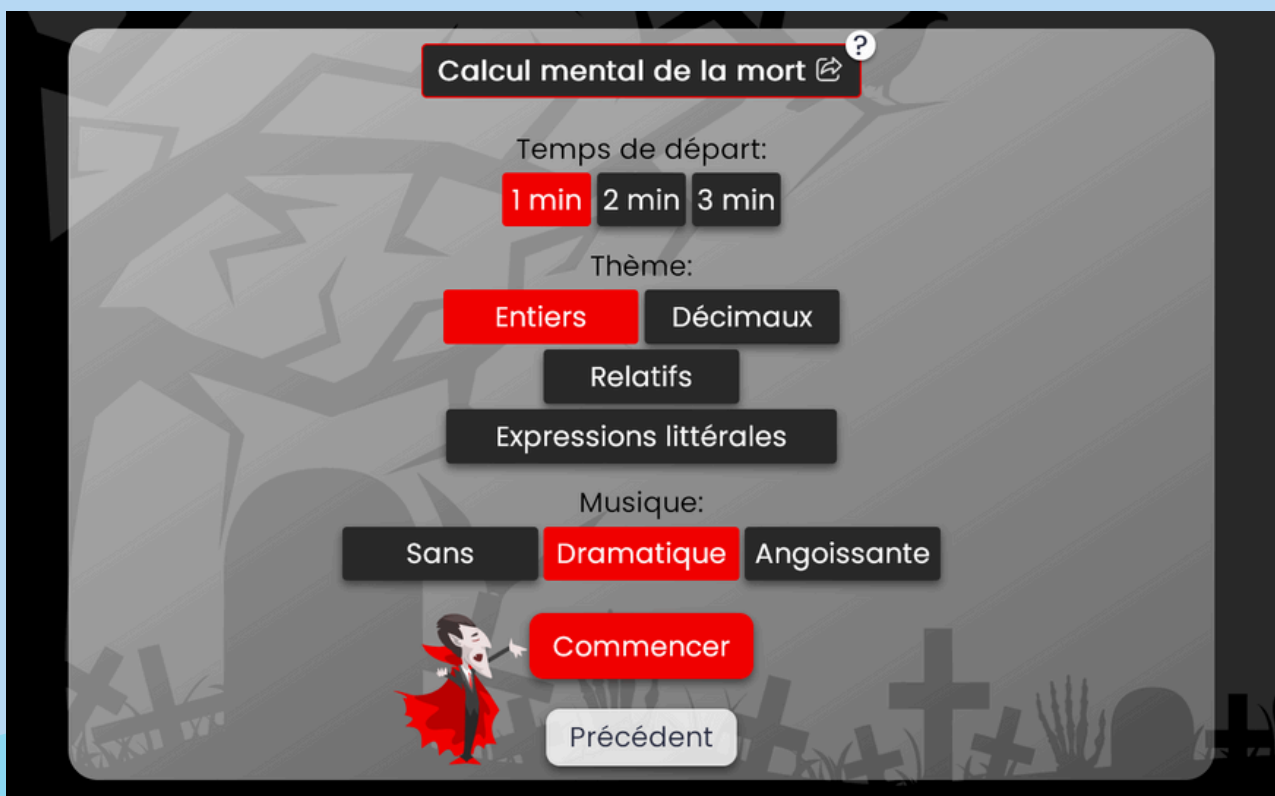 ?
Calcul mental de la mort
Temps de départ:
1 min 2 min 3 min
Thème:
Entiers Décimaux
Relatifs
Expressions littérales
Musique:
Sans Dramatique Angoissante
Commencer
Précédent